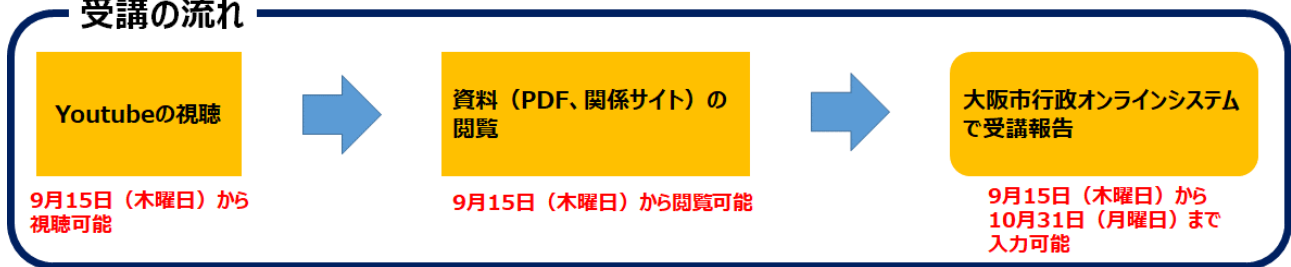 受講の流れ
Youtubeの視聴
9月15日（木曜日）から
視聴可能
資料（PDF、関係サイト）の
閲覧
9月15日（木曜日）から閲覧可能
大阪市行政オンラインシステム
で受講報告
9月15日（木曜日）から
10月31日（月曜日）まで
入力可能